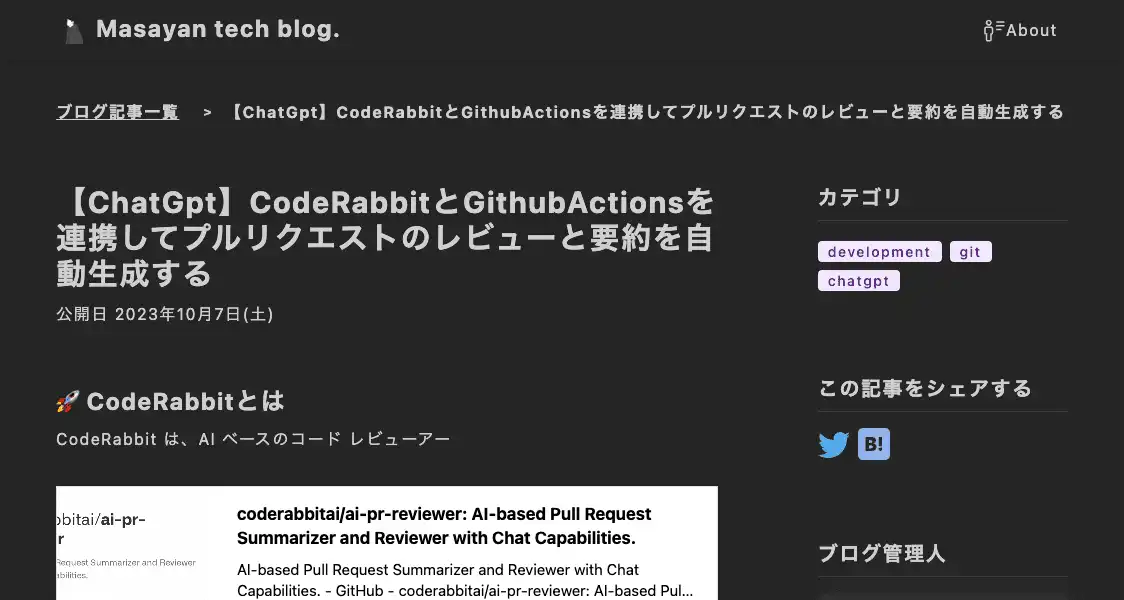 Masayan tech blog.
About
ブログ記事一覧 > 【ChatGpt】CodeRabbitとGithubActionsを連携してプルリクエストのレビューと要約を自動生成する
【ChatGpt】CodeRabbitとGithubActionsを
連携してプルリクエストのレビューと要約を自
動生成する
公開日 2023年10月7日(土)
🚀 CodeRabbitとは
CodeRabbit は、AI ベースのコード レビューアー
bbitai/ai-pr-
r
Request Summarizer and Reviewer
abilities.
coderabbitai/ai-pr-reviewer: AI-based Pull Request
Summarizer and Reviewer with Chat Capabilities.
AI-based Pull Request Summarizer and Reviewer with Chat
Capabilities. - GitHub - coderabbitai/ai-pr-reviewer: AI-based Pul...
カテゴリ
development git
chatgpt
この記事をシェアする
B!
ブログ管理人